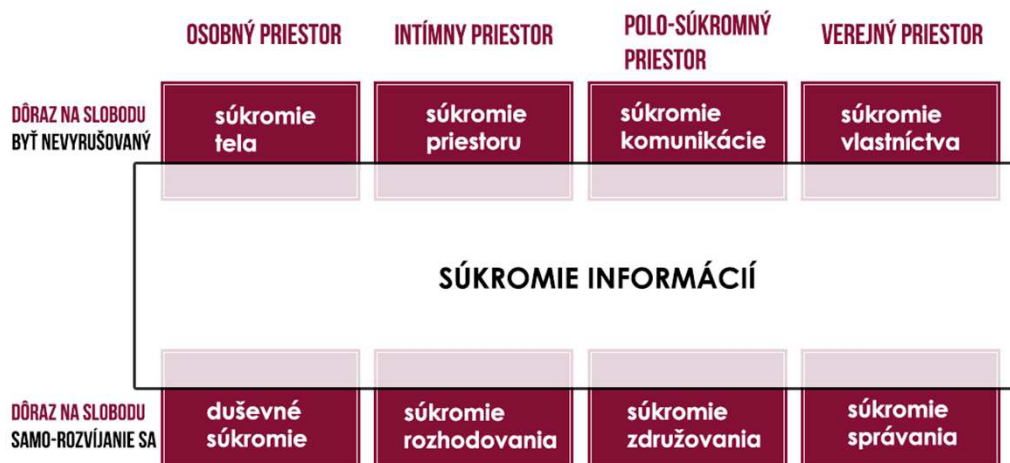 OSOBNÝ PRIESTOR
INTÍMNY PRIESTOR
POLO-SÚKROMNÝ
PRIESTOR
VEREJNÝ PRIESTOR
DÔRAZ NA SLOBODU
BYŤ NEVYRUŠOVANÝ
súkromie
tela
súkromie
priestoru
súkromie
komunikácie
súkromie
vlastníctva
SÚKROMIE INFORMÁCIÍ
DÔRAZ NA SLOBODU
SAMO-ROZVÍJANIE SA
duševné
súkromie
súkromie
rozhodovania
súkromie
združovania
súkromie
správania